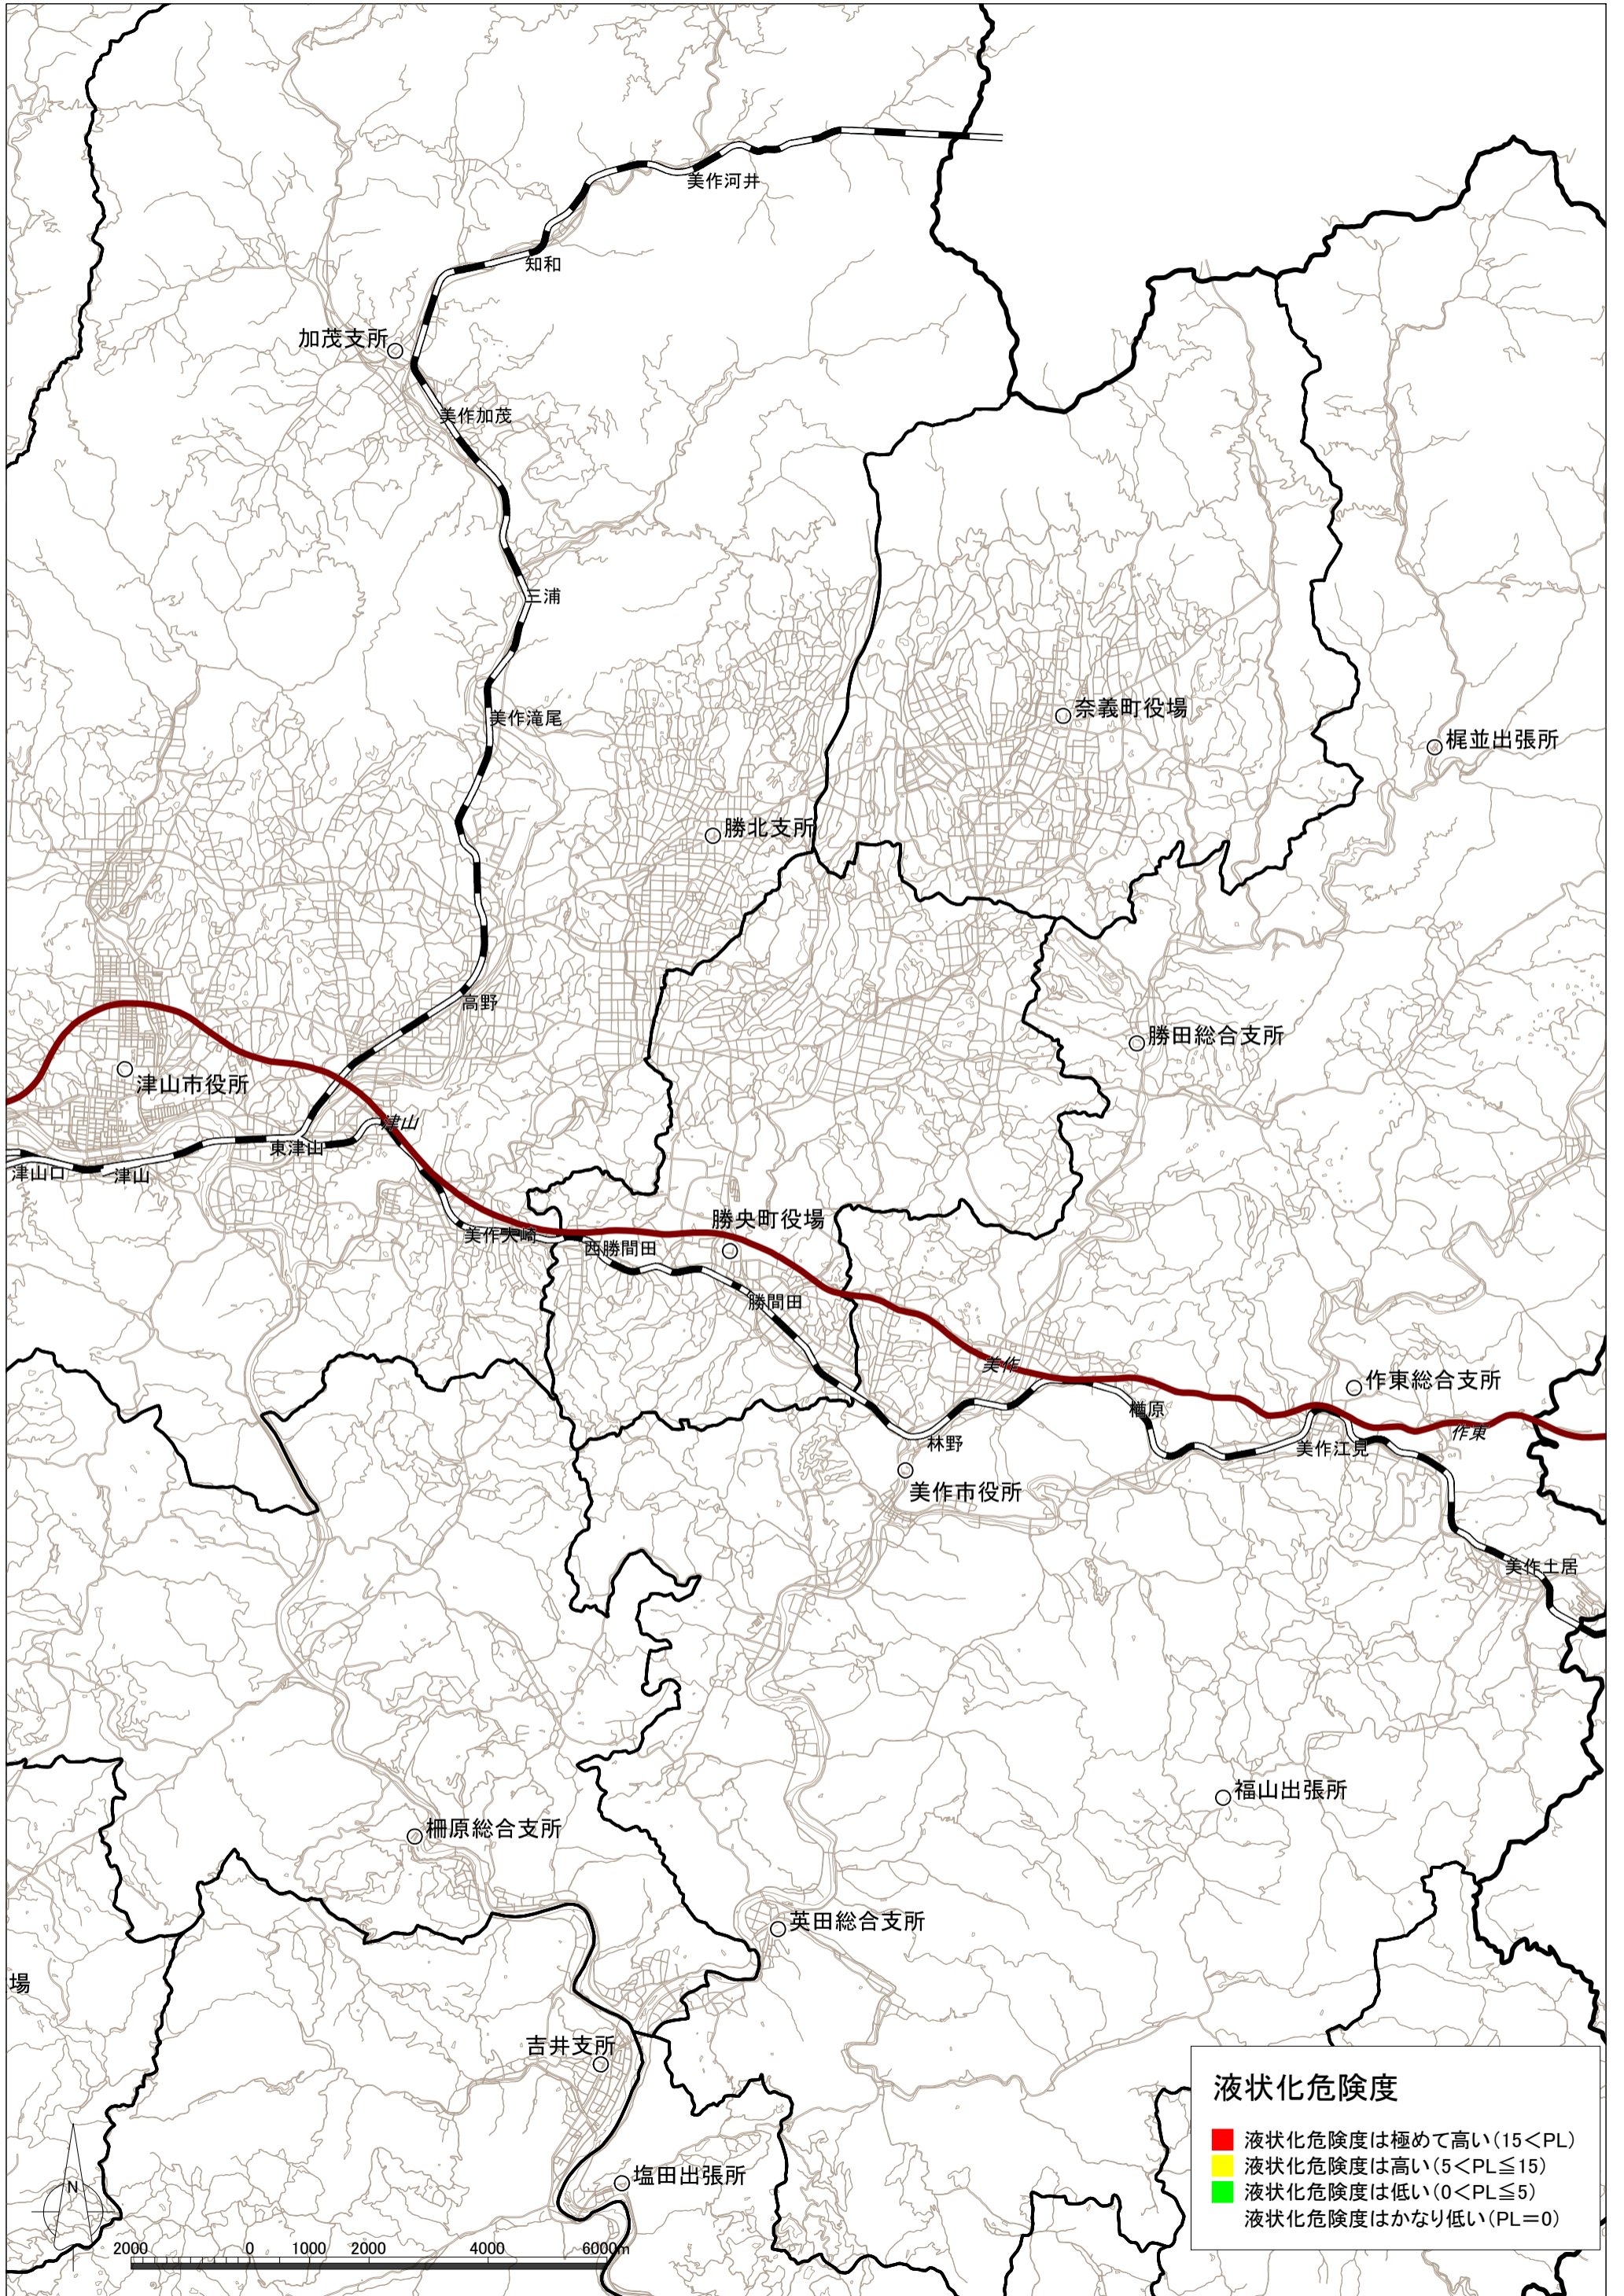 美作河井
知和
加茂支所
美作加茂
三浦
美作滝尾
奈義町役場
梶並出張所
勝北支所
高野
勝田総合支所
津山市役所
津山
東津山
津山口
津山
勝央町役場
美作大崎
西勝間田
勝間田
美作
作東総合支所
楢原
作東
林野
美作江見
美作市役所
美作土居
福山出張所
柵原総合支所
英田総合支所
場
吉井支所
塩田出張所
液状化危険度
液状化危険度は極めて高い(15<PL)
液状化危険度は高い(5<PL≦15)
液状化危険度は低い(0<PL≦5)
液状化危険度はかなり低い(PL=0)
N
2000 0 1000 2000 4000 6000m